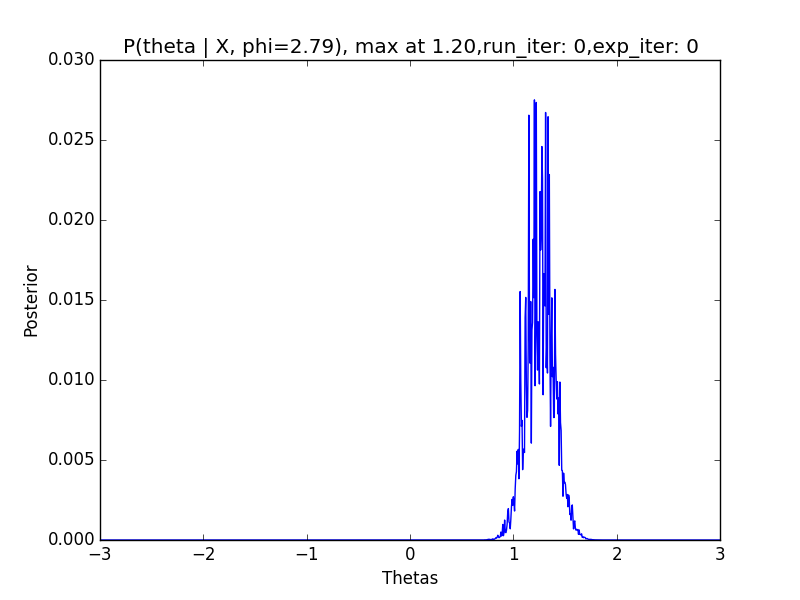 P(theta | X, phi=2.79), max at 1.20,run_iter: 0,exp_iter: 0
0.030
0.025
0.020
0.015
0.010
0.005
0.000
Posterior
−3 −2 −1 0 1 2 3
Thetas